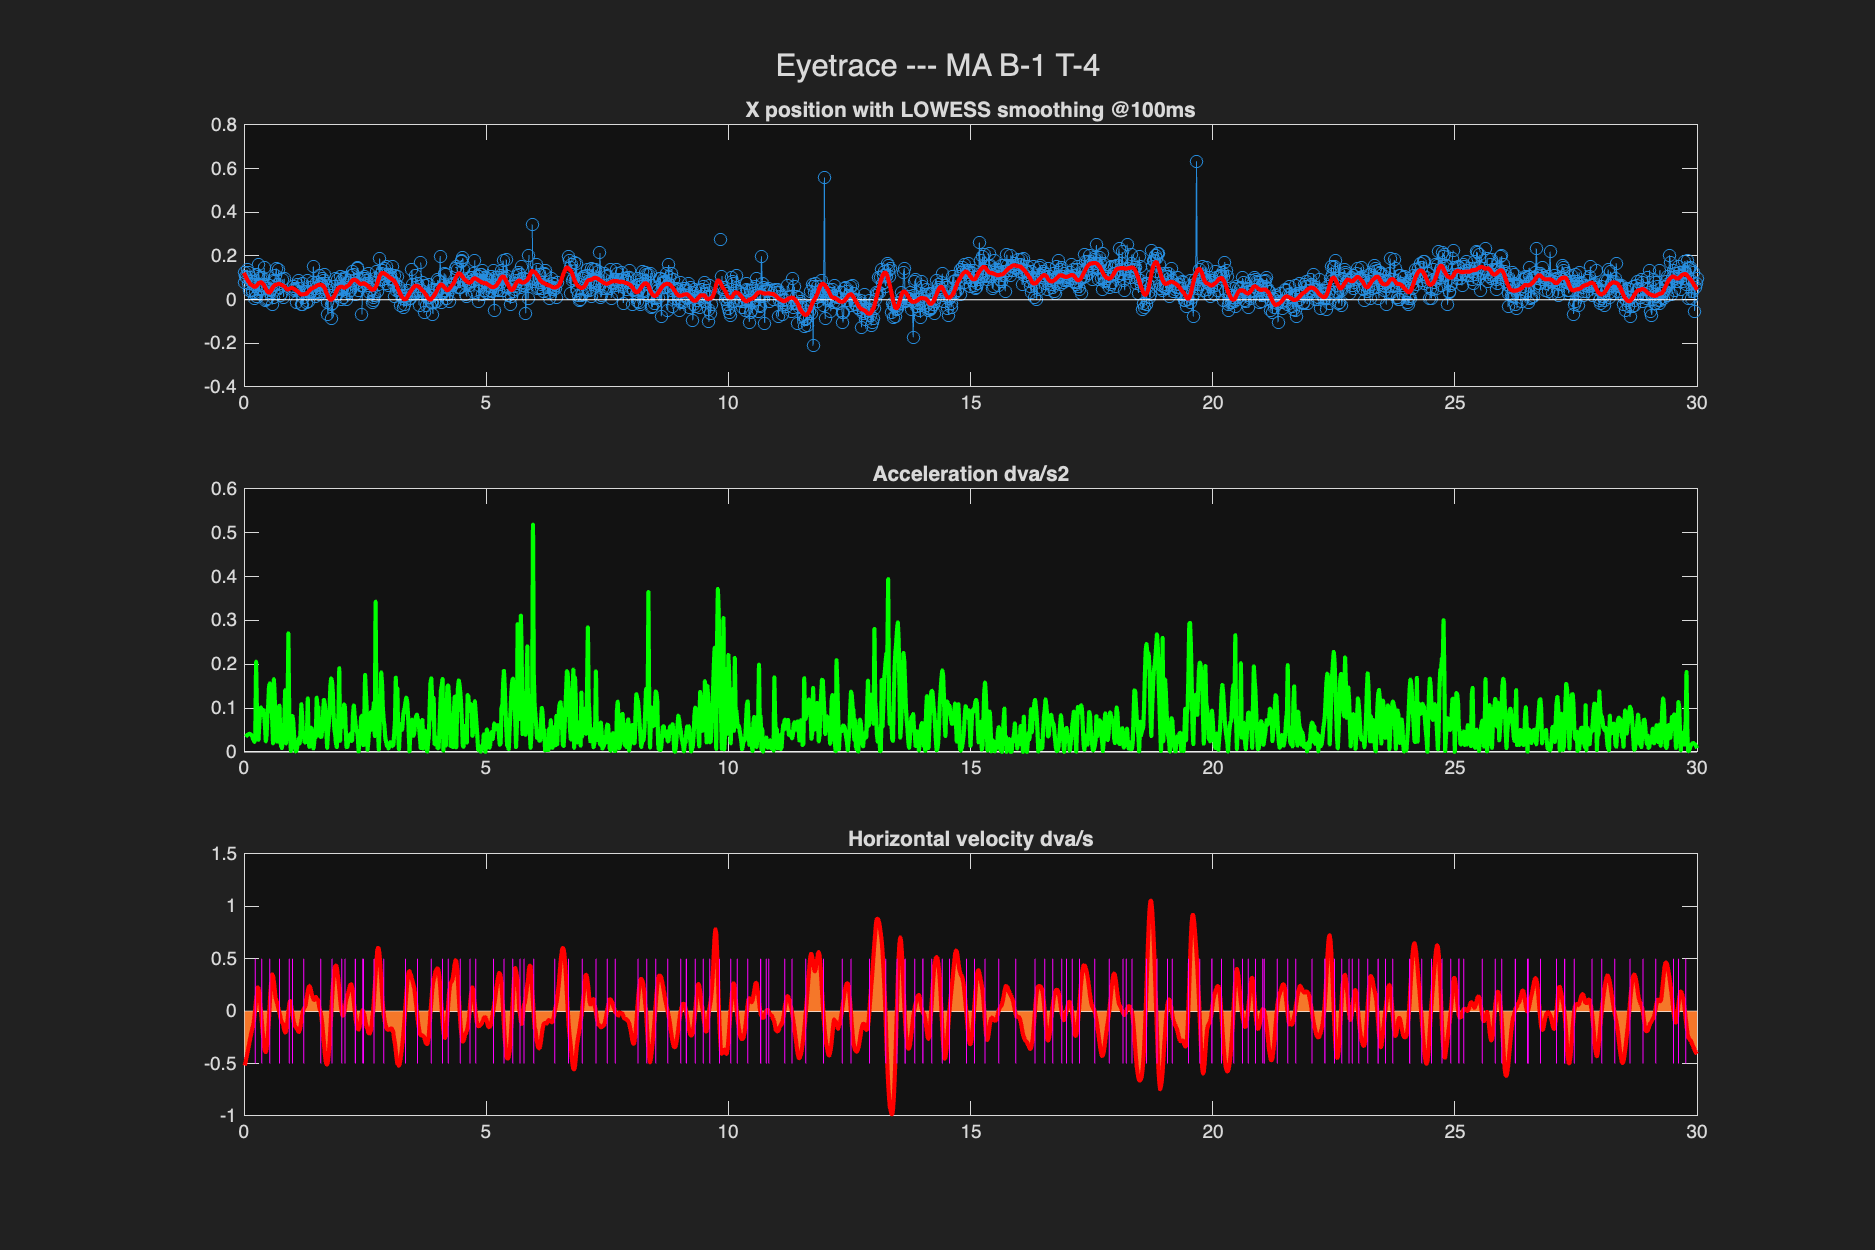 Eyetrace --- MA B-1 T-4
X position with LOWESS smoothing @100ms
0.8
0.6
0.4
0.2
0
-0.2
-0.4
0 5 10 15 20 25 30
Acceleration dva/s2
0.6
0.5
0.4
0.3
0.2
0.1
0
0 5 10 15 20 25 30
Horizontal velocity dva/s
1.5
1
0.5
0
-0.5
-1
0 5 10 15 20 25 30